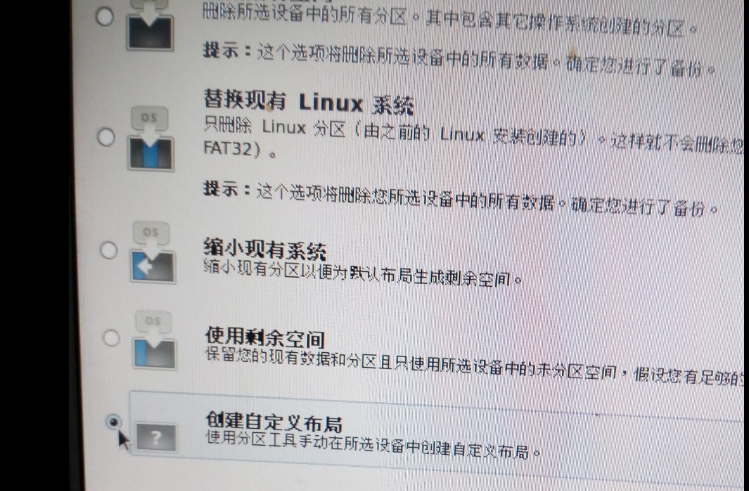 删除所选设备中的所有分区。其中包含其它操作系统创建的分区。
提示：这个选项将删除所选设备中的所有数据。确定您进行了备份。
OS
替换现有 Linux 系统
只删除 Linux 分区（由之前的 Linux 安装创建的）。这样就不会删除您
FAT32）。
提示：这个选项将删除您所选设备中的所有数据。确定您进行了备份。
OS
缩小现有系统
缩小现有分区以便为默认布局生成剩余空间。
OS
使用剩余空间
保留您的现有数据和分区且只使用所选设备中的未分区空间，假设您有足够的
?
创建自定义布局
使用分区工具手动在所选设备中创建自定义布局。